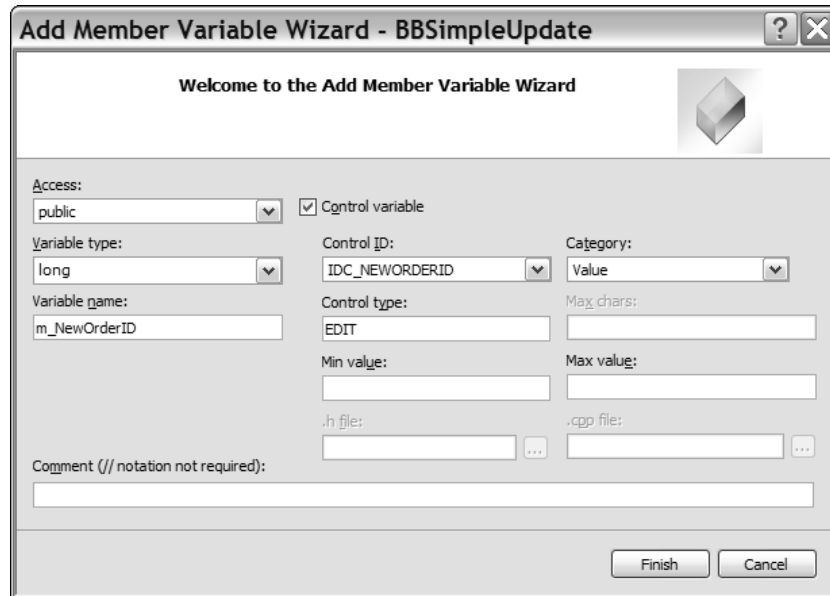 Add Member Variable Wizard - BBSimpleUpdate
Welcome to the Add Member Variable Wizard
Access:
public
Control variable
Variable type:
Control ID:
Category:
long
IDC_NEWORDERID
Value
Variable name:
Control type:
Max chars:
m_NewOrderID
EDIT
Min value:
Max value:
.h file:
.cpp file:
...
...
Comment (// notation not required):
Finish
Cancel